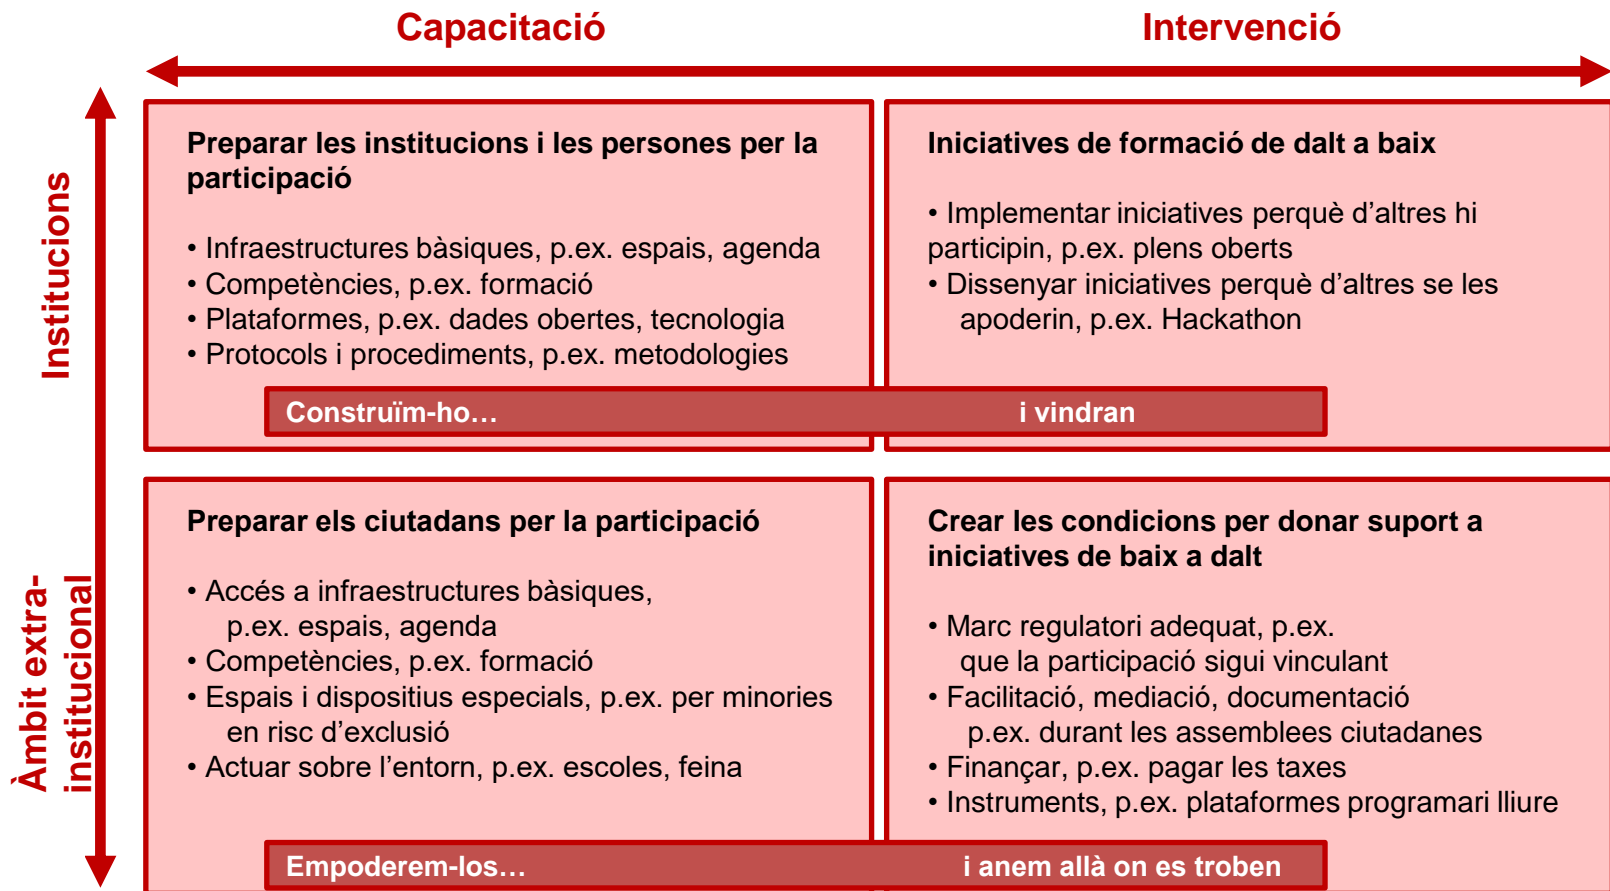 Capacitació
Intervenció
Institucions
Preparar les institucions i les persones per la
participació
• Infraestructures bàsiques, p.ex. espais, agenda
• Competències, p.ex. formació
• Plataformes, p.ex. dades obertes, tecnologia
• Protocols i procediments, p.ex. metodologies
Iniciatives de formació de dalt a baix
• Implementar iniciatives perquè d’altres hi
participin, p.ex. plens oberts
• Dissenyar iniciatives perquè d’altres se les
apoderin, p.ex. Hackathon
Construïm-ho…
i vindran
Àmbit extra-
institucional
Preparar els ciutadans per la participació
• Accés a infraestructures bàsiques,
p.ex. espais, agenda
• Competències, p.ex. formació
• Espais i dispositius especials, p.ex. per minories
en risc d’exclusió
• Actuar sobre l’entorn, p.ex. escoles, feina
Crear les condicions per donar suport a
iniciatives de baix a dalt
• Marc regulatori adequat, p.ex.
que la participació sigui vinculant
• Facilitació, mediació, documentació
p.ex. durant les assemblees ciutadanes
• Finançar, p.ex. pagar les taxes
• Instruments, p.ex. plataformes programari lliure
Empoderem-los…
i anem allà on es troben